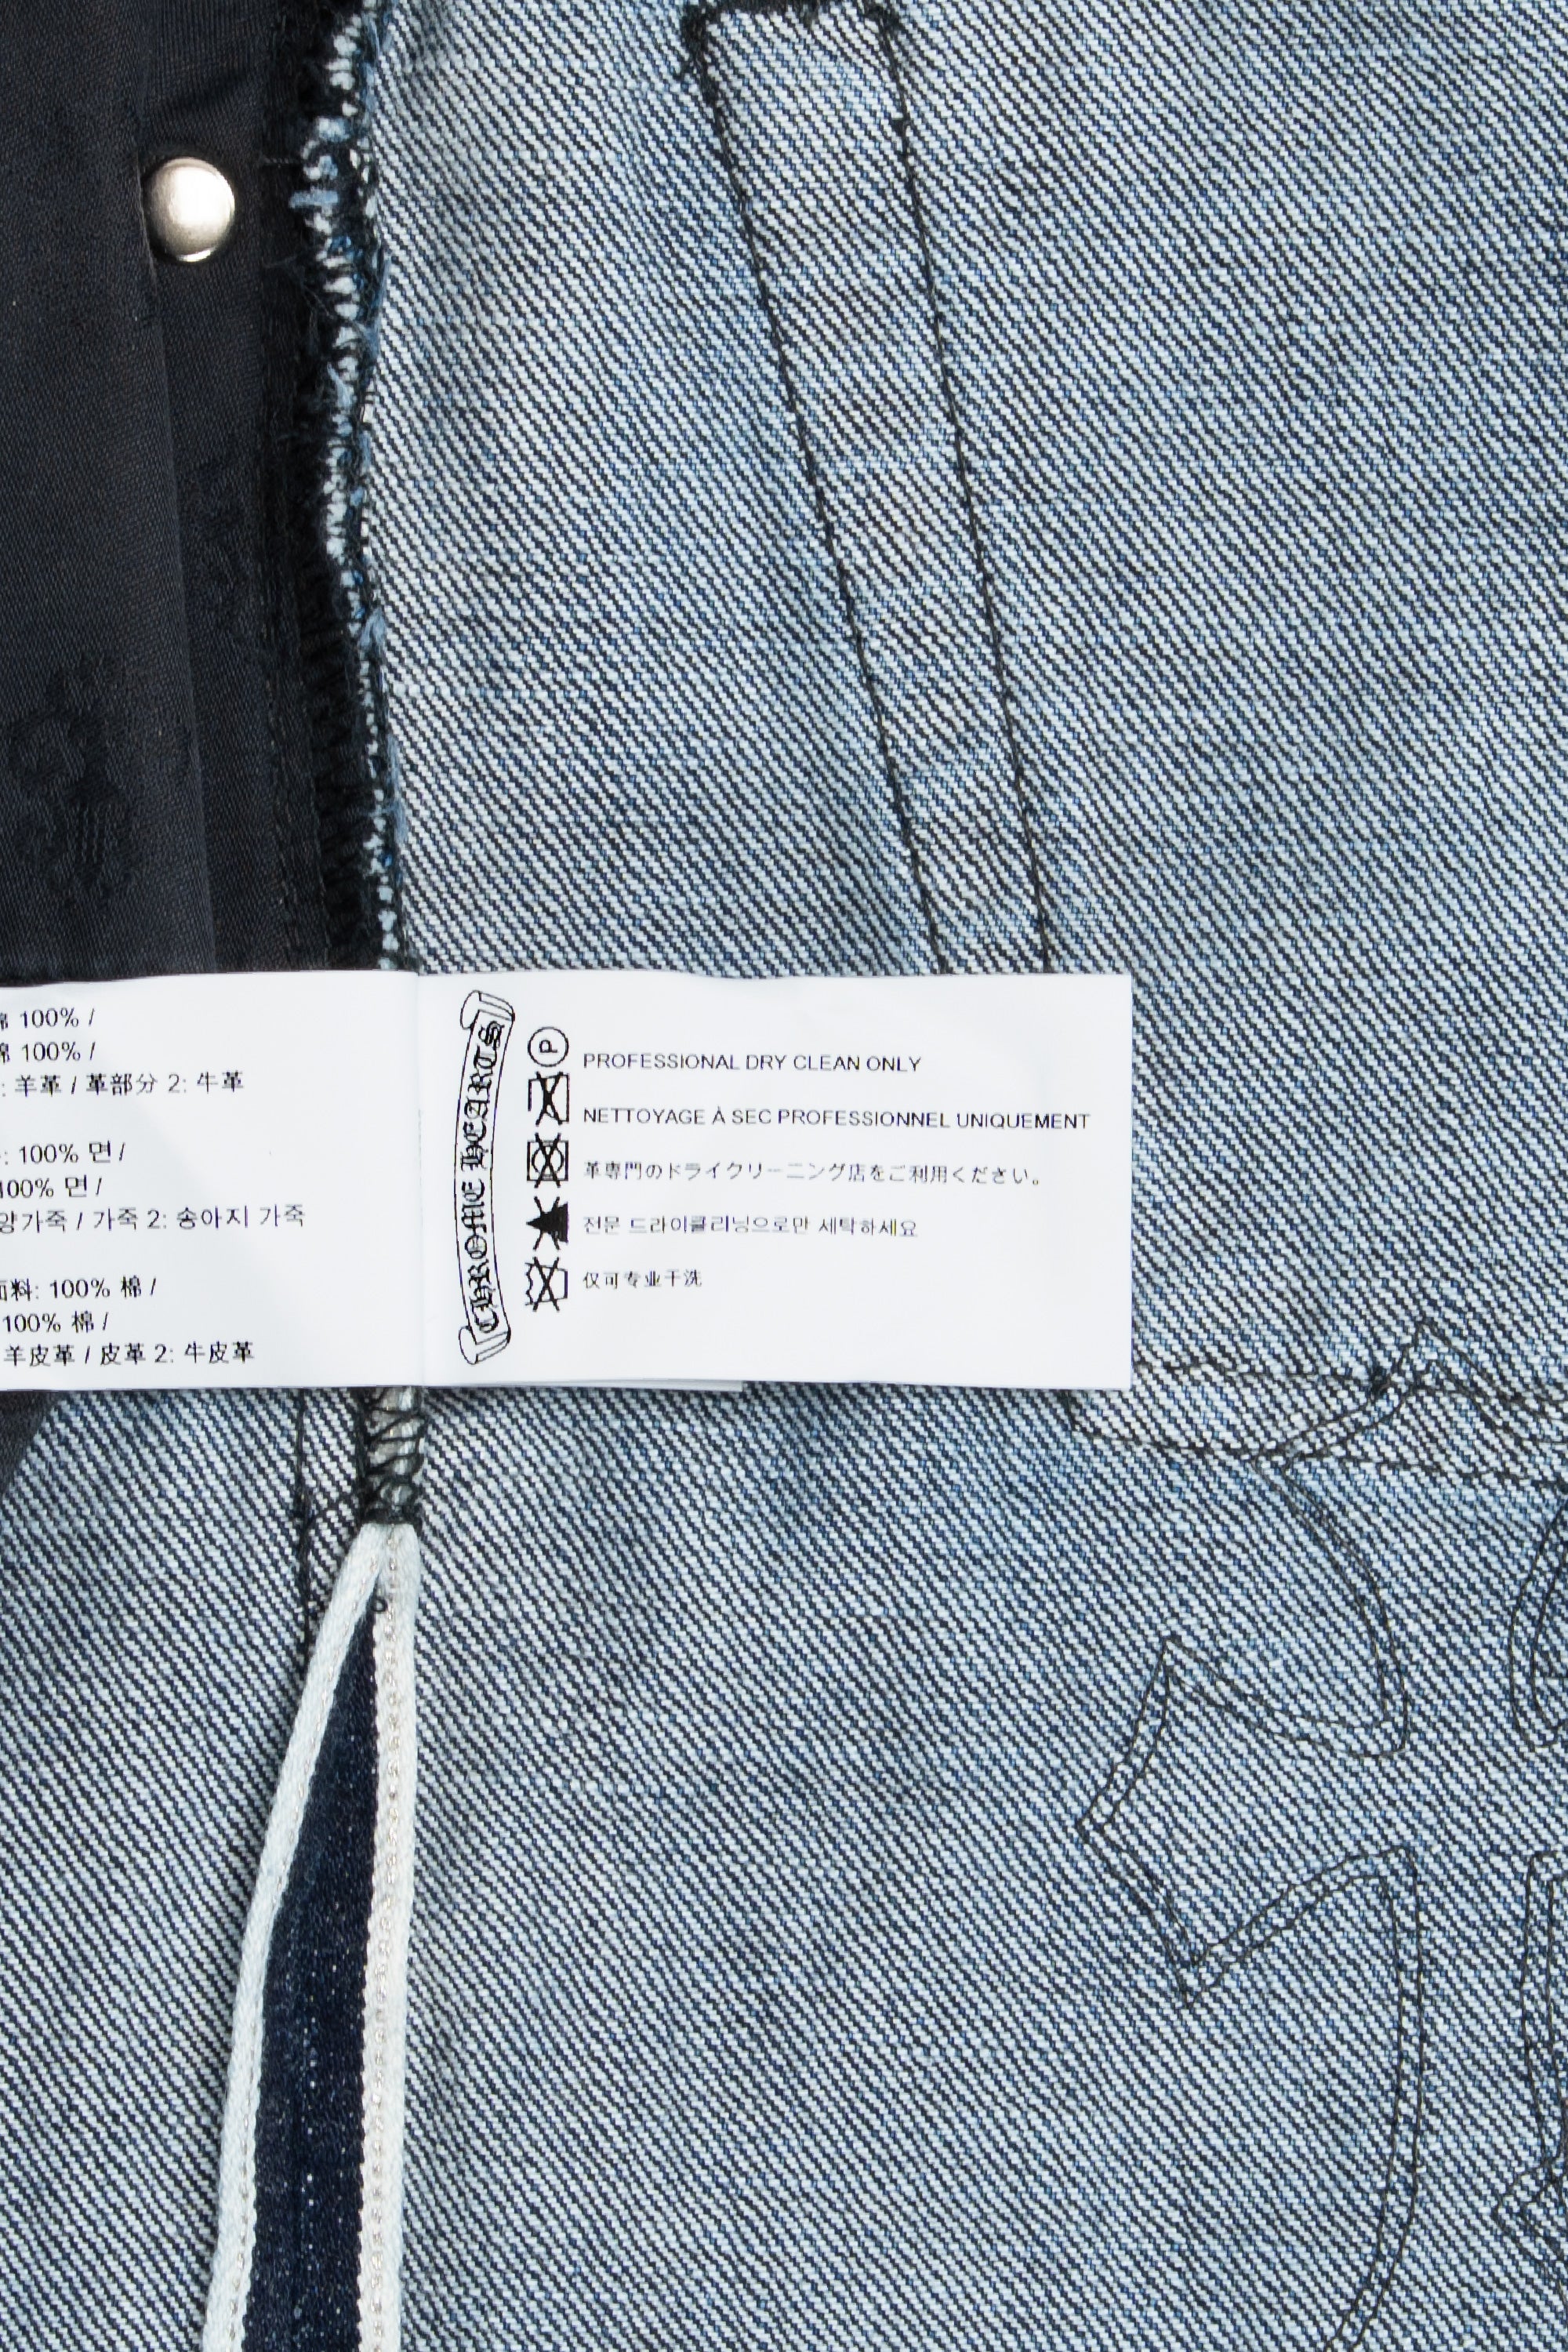 100% /
100% /
: 羊革 / 革部分 2: 牛革
: 100% 면 /
100% 면 /
양가죽 / 가죽 2: 송아지 가죽
面料: 100% 棉 /
100% 棉 /
羊皮革 / 皮革 2: 牛皮革
CHROME HEARTS
P
PROFESSIONAL DRY CLEAN ONLY
NETTOYAGE À SEC PROFESSIONNEL UNIQUEMENT
革専門のドライクリーニング店をご利用ください。
전문 드라이클리닝으로만 세탁하세요
仅可专业干洗